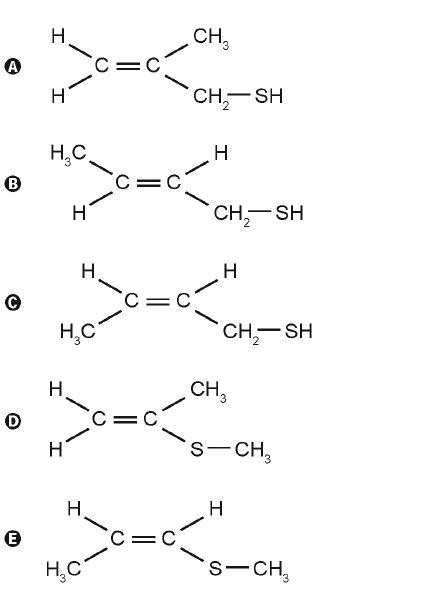 H CH3
A C=C
H CH2—SH
H3C H
B C=C
H CH2—SH
H H
C C=C
H3C CH2—SH
H CH3
D C=C
H S—CH3
H H
E C=C
H3C S—CH3